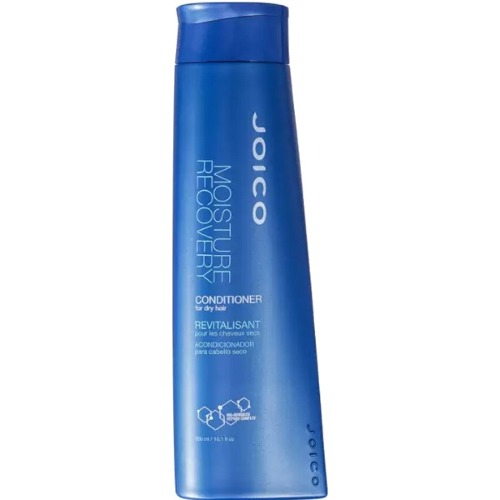 JOICO
MOISTURE
RECOVERY
CONDITIONER
for dry hair
REVITALISANT
pour les cheveux secs
ACONDICIONADOR
para cabello seco
JOICO